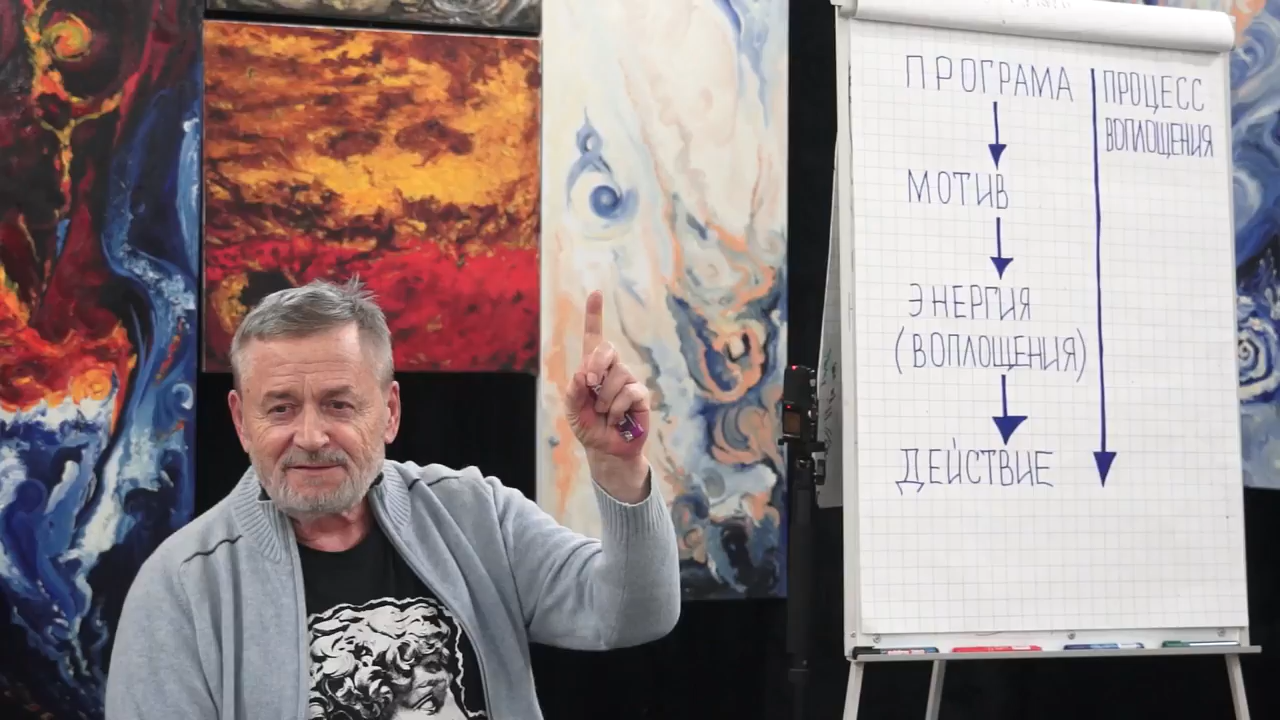 ПРОГРАМА
МОТИВ
ЭНЕРГИЯ
(ВОПЛОЩЕНИЯ)
ДЕЙСТВИЕ
ПРОЦЕСС
ВОПЛОЩЕНИЯ